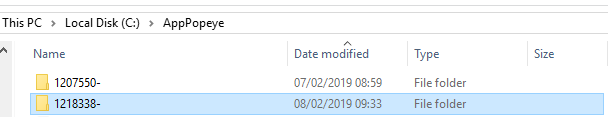 This PC > Local Disk (C:) > AppPopeye
Name Date modified Type Size
1207550- 07/02/2019 08:59 File folder
1218338- 08/02/2019 09:33 File folder